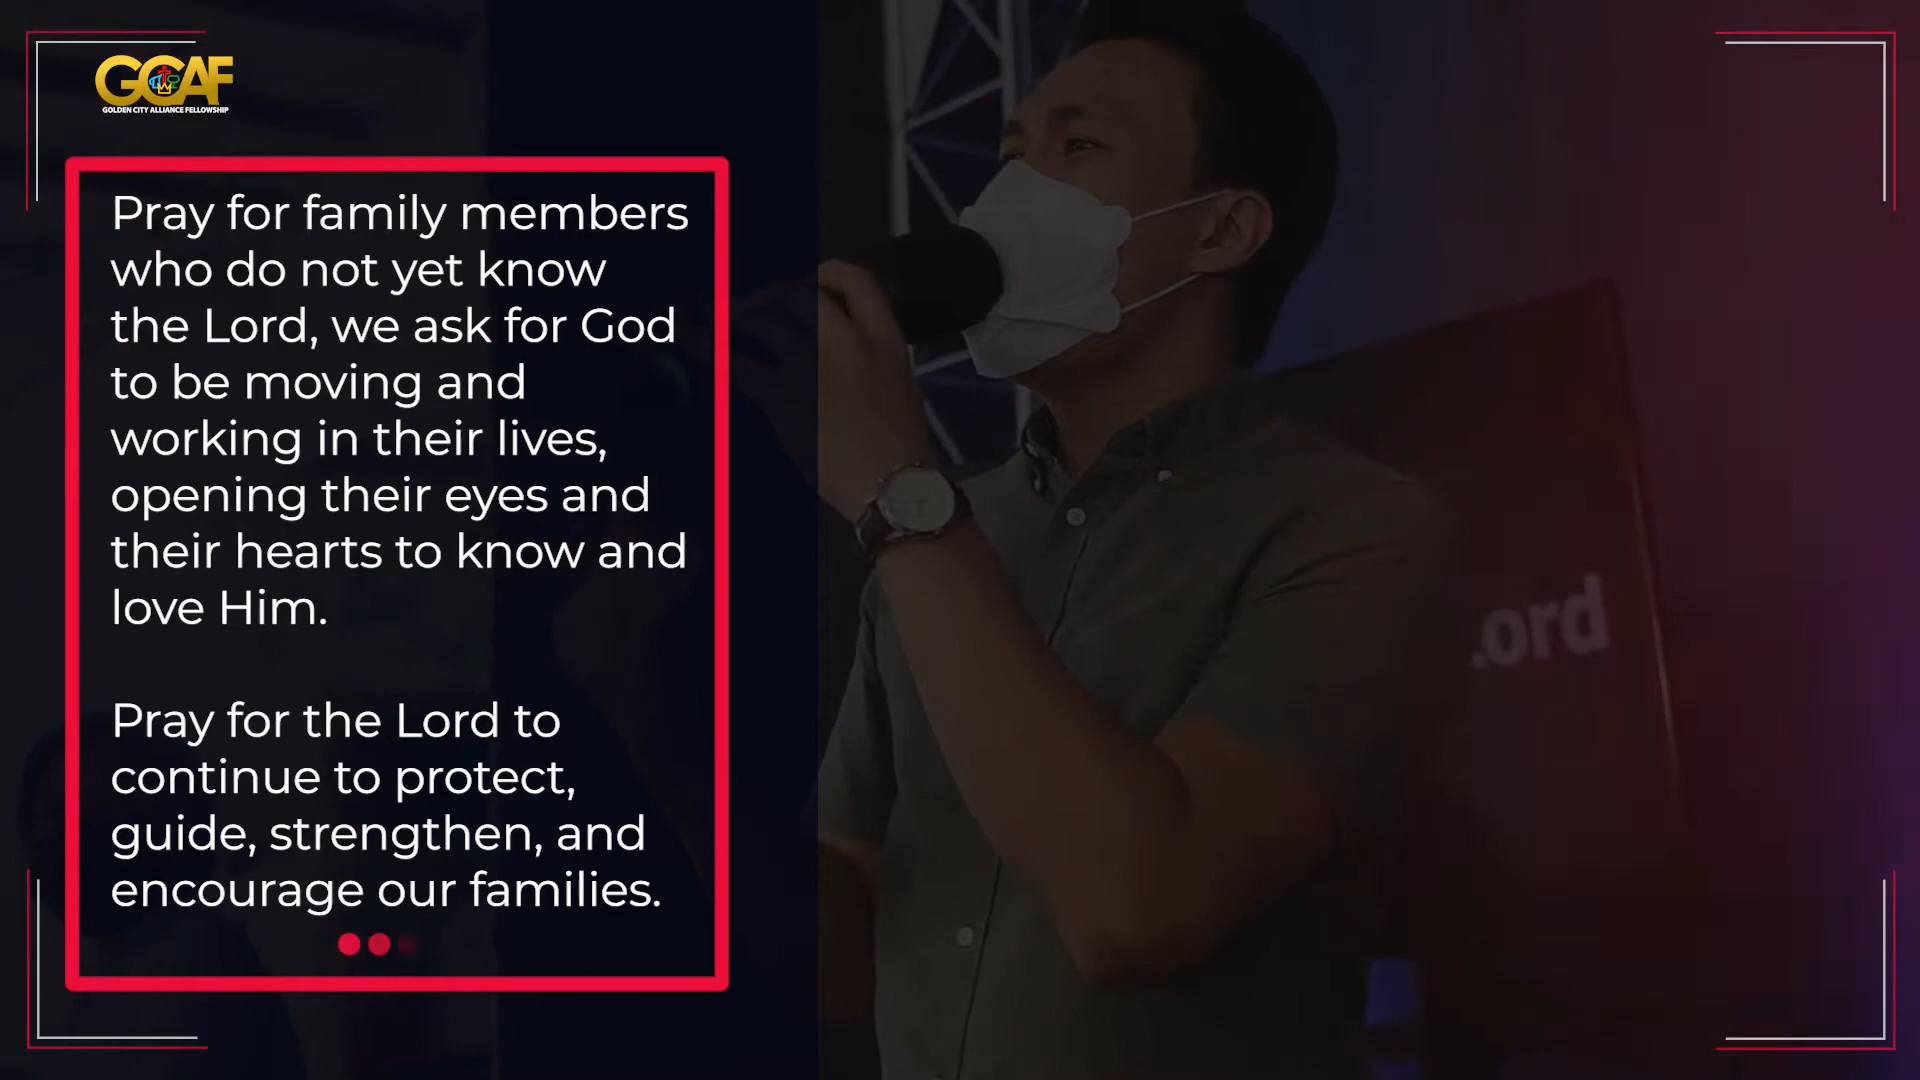 GCAF
GOLDEN CITY ALLIANCE FELLOWSHIP
Pray for family members
who do not yet know
the Lord, we ask for God
to be moving and
working in their lives,
opening their eyes and
their hearts to know and
love Him.
Pray for the Lord to
continue to protect,
guide, strengthen, and
encourage our families.
.ord